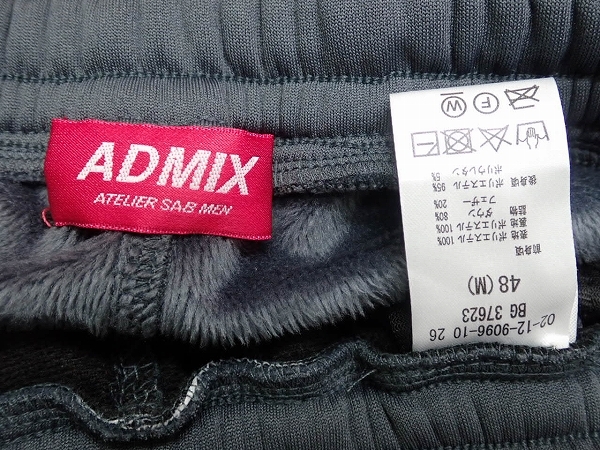 ADMIX
ATELIER SAB MEN
02-12-9096-10 26
BG 37623
48 (M)
前身頃
表地 ポリエステル 100%
裏地 ポリエステル 100%
詰物 ダウン 80%
フェザー 20%
後身頃 ポリエステル 95%
ポリウレタン 5%
F
W